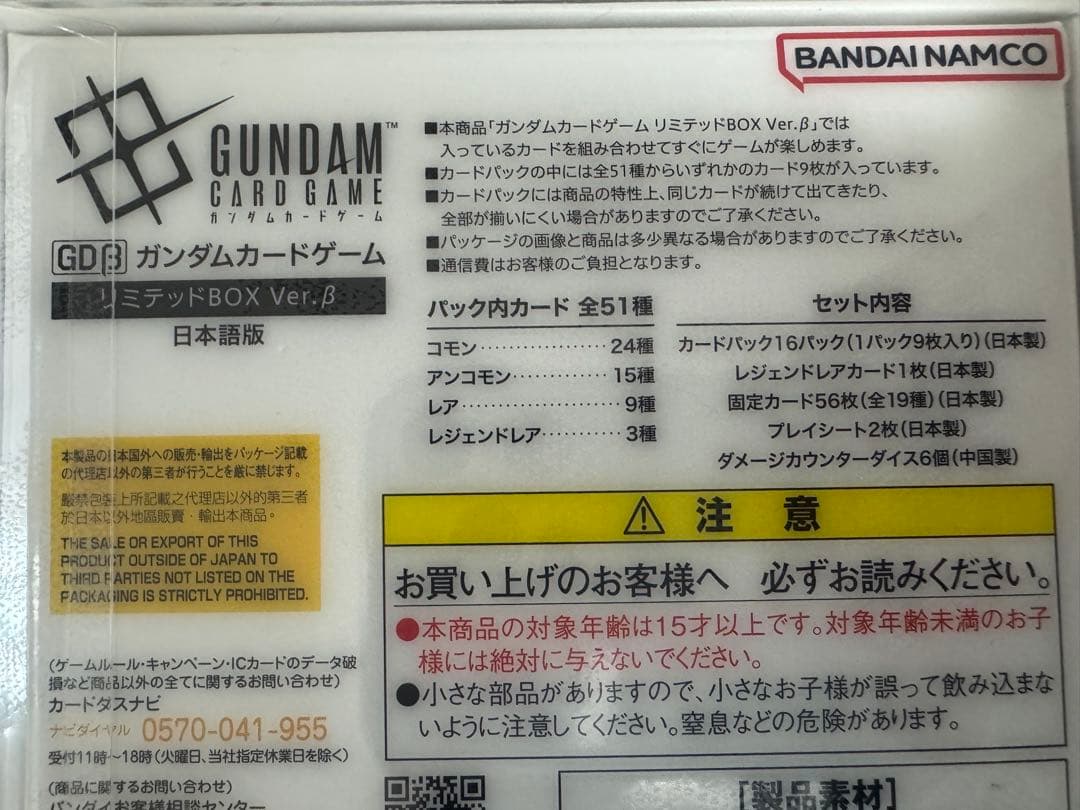 BANDAI NAMCO
GUNDAM™
CARD GAME
ガンダムカードゲーム
GDβ ガンダムカードゲーム
リミテッドBOX Ver.β
日本語版
■本商品「ガンダムカードゲーム リミテッドBOX Ver.β」では
入っているカードを組み合わせてすぐにゲームが楽しめます。
■カードパックの中には全51種からいずれかのカード9枚が入っています。
■カードパックには商品の特性上、同じカードが続けて出てきたり、
全部が揃いにくい場合がありますのでご了承ください。
■パッケージの画像と商品は多少異なる場合がありますのでご了承ください。
■通信費はお客様のご負担となります。
パック内カード 全51種
コモン………………24種
アンコモン…………15種
レア…………………9種
レジェンドレア………3種
セット内容
カードパック16パック(1パック9枚入り)(日本製)
レジェンドレアカード1枚(日本製)
固定カード56枚(全19種)(日本製)
プレイシート2枚(日本製)
ダメージカウンターダイス6個(中国製)
本製品の日本国外への販売・輸出をパッケージ記載
の代理店以外の第三者が行うことを厳に禁じます。
嚴禁包裝上所記載之代理店以外的第三者
於日本以外地區販賣・輸出本商品。
THE SALE OR EXPORT OF THIS
PRODUCT OUTSIDE OF JAPAN TO
THIRD PARTIES NOT LISTED ON THE
PACKAGING IS STRICTLY PROHIBITED.
注 意
お買い上げのお客様へ 必ずお読みください。
●本商品の対象年齢は15才以上です。対象年齢未満のお子
様には絶対に与えないでください。
●小さな部品がありますので、小さなお子様が誤って飲み込まな
いように注意してください。窒息などの危険があります。
(ゲームルール・キャンペーン・ICカードのデータ破
損など商品以外の全てに関するお問い合わせ)
カードダスナビ
ナビダイヤル 0570-041-955
受付11時〜18時(火曜日、当社指定休業日を除く)
(商品に関するお問い合わせ)
バンダイお客様相談センター
[製品素材]